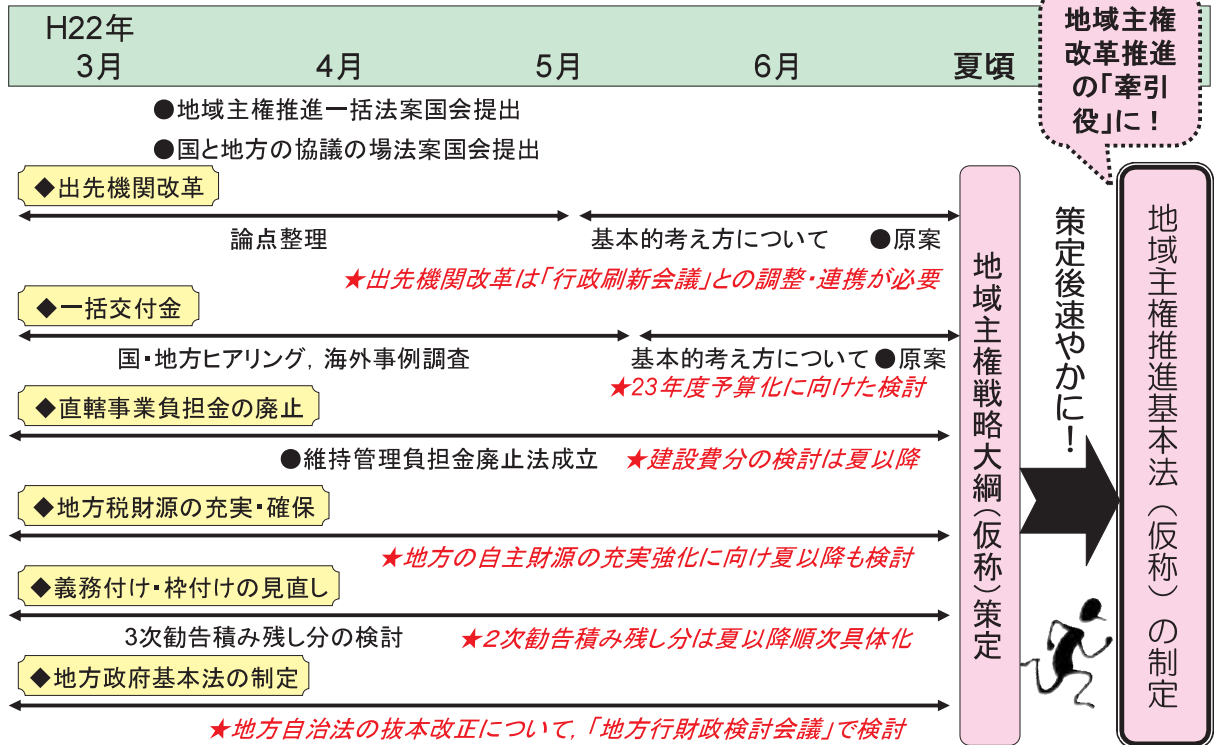 H22年
3月
4月
5月
6月
夏頃
地域主権
改革推進
の「牽引
役」に！
●地域主権推進一括法案国会提出
●国と地方の協議の場法案国会提出
◆出先機関改革
論点整理
基本的考え方について ●原案
★出先機関改革は「行政刷新会議」との調整・連携が必要
◆一括交付金
国・地方ヒアリング，海外事例調査
基本的考え方について●原案
★23年度予算化に向けた検討
◆直轄事業負担金の廃止
●維持管理負担金廃止法成立
★建設費分の検討は夏以降
◆地方税財源の充実・確保
★地方の自主財源の充実強化に向け夏以降も検討
◆義務付け・枠付けの見直し
3次勧告積み残し分の検討
★２次勧告積み残し分は夏以降順次具体化
◆地方政府基本法の制定
★地方自治法の抜本改正について，「地方行財政検討会議」で検討
地域主権戦略大綱（仮称）策定
策定後速やかに！
地域主権推進基本法（仮称）の制定